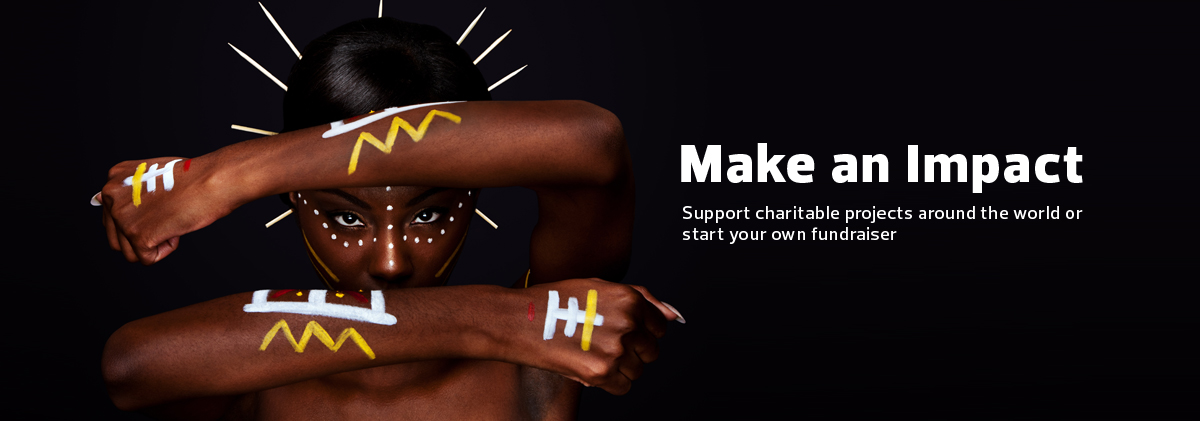 Make an Impact
Support charitable projects around the world or
start your own fundraiser